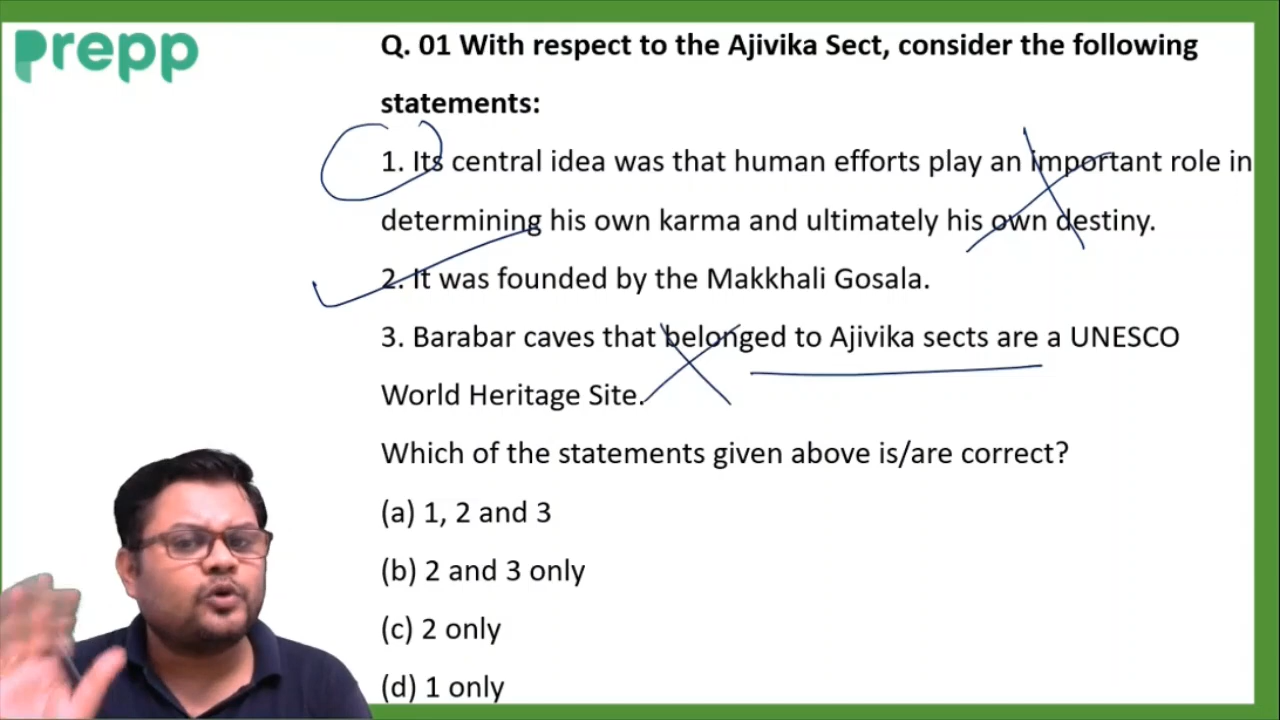 prepp
Q. 01 With respect to the Ajivika Sect, consider the following
statements:
1. Its central idea was that human efforts play an important role in
determining his own karma and ultimately his own destiny.
2. It was founded by the Makkhali Gosala.
3. Barabar caves that belonged to Ajivika sects are a UNESCO
World Heritage Site.
Which of the statements given above is/are correct?
(a) 1, 2 and 3
(b) 2 and 3 only
(c) 2 only
(d) 1 only